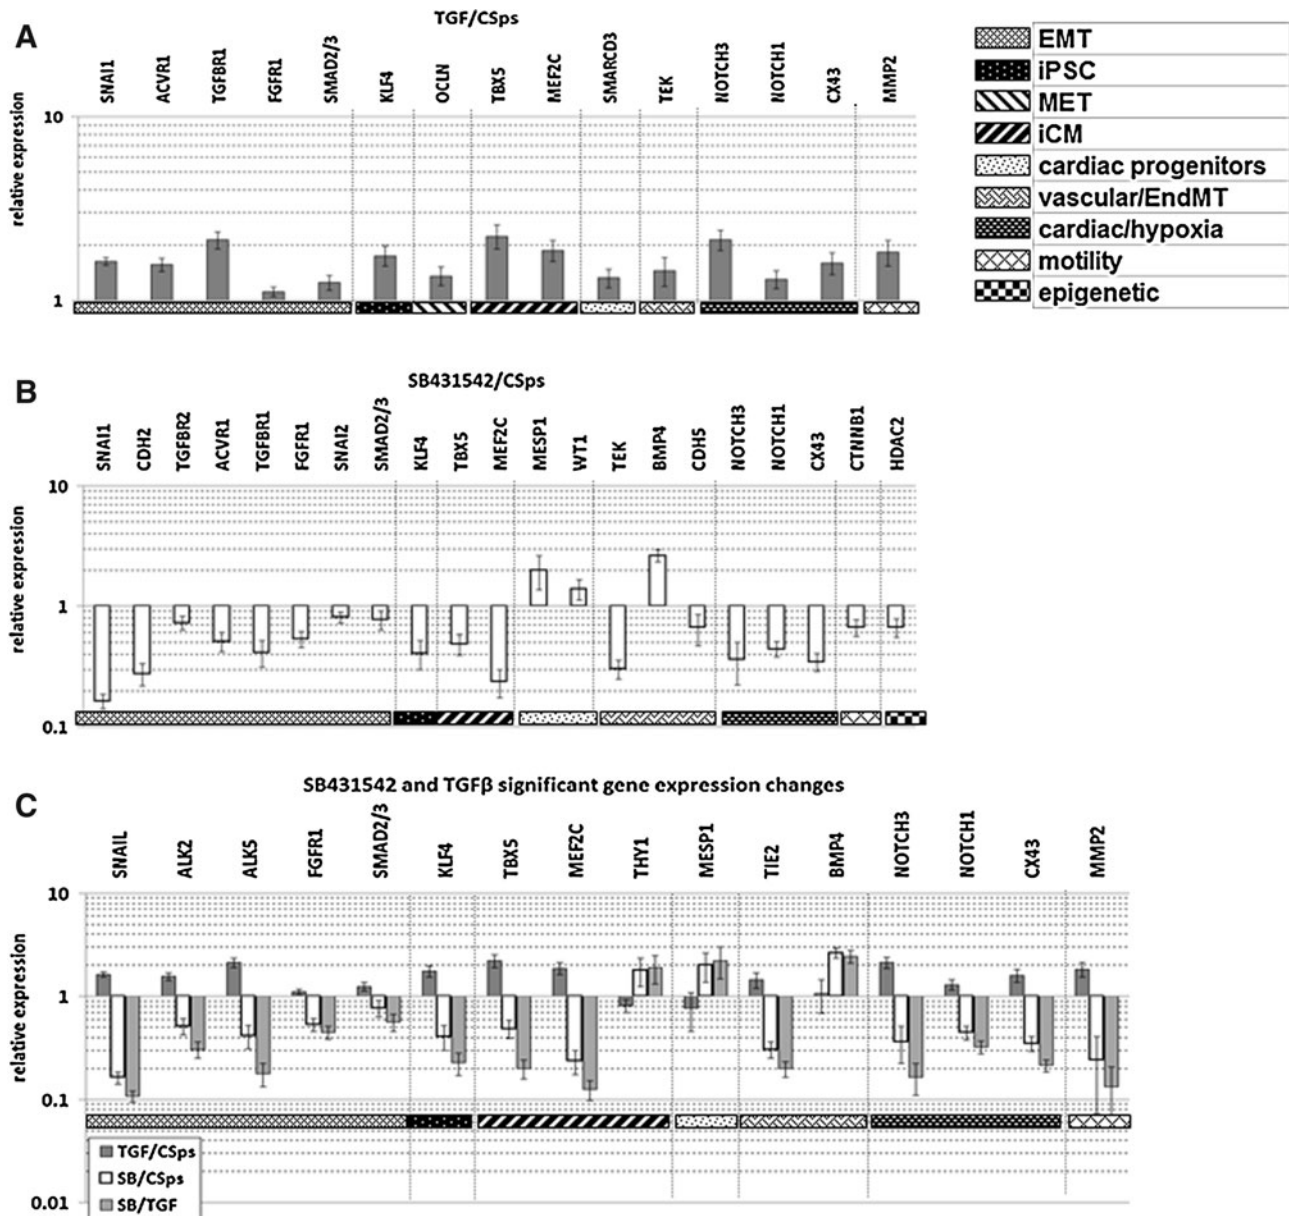 A
TGF/CSps
SNAI1 ACVR1 TGFBR1 FGFR1 SMAD2/3 KLF4 OCLN TBX5 MEF2C SMARCD3 TEK NOTCH3 NOTCH1 CX43 MMP2
relative expression
10
1
EMT
iPSC
MET
iCM
cardiac progenitors
vascular/EndMT
cardiac/hypoxia
motility
epigenetic
B
SB431542/CSps
SNAI1 CDH2 TGFBR2 ACVR1 TGFBR1 FGFR1 SNAI2 SMAD2/3 KLF4 TBX5 MEF2C MESP1 WT1 TEK BMP4 CDH5 NOTCH3 NOTCH1 CX43 CTNNB1 HDAC2
relative expression
10
1
0.1
C
SB431542 and TGFβ significant gene expression changes
SNAIL ALK2 ALK5 FGFR1 SMAD2/3 KLF4 TBX5 MEF2C THY1 MESP1 TIE2 BMP4 NOTCH3 NOTCH1 CX43 MMP2
relative expression
10
1
0.1
0.01
TGF/CSps
SB/CSps
SB/TGF